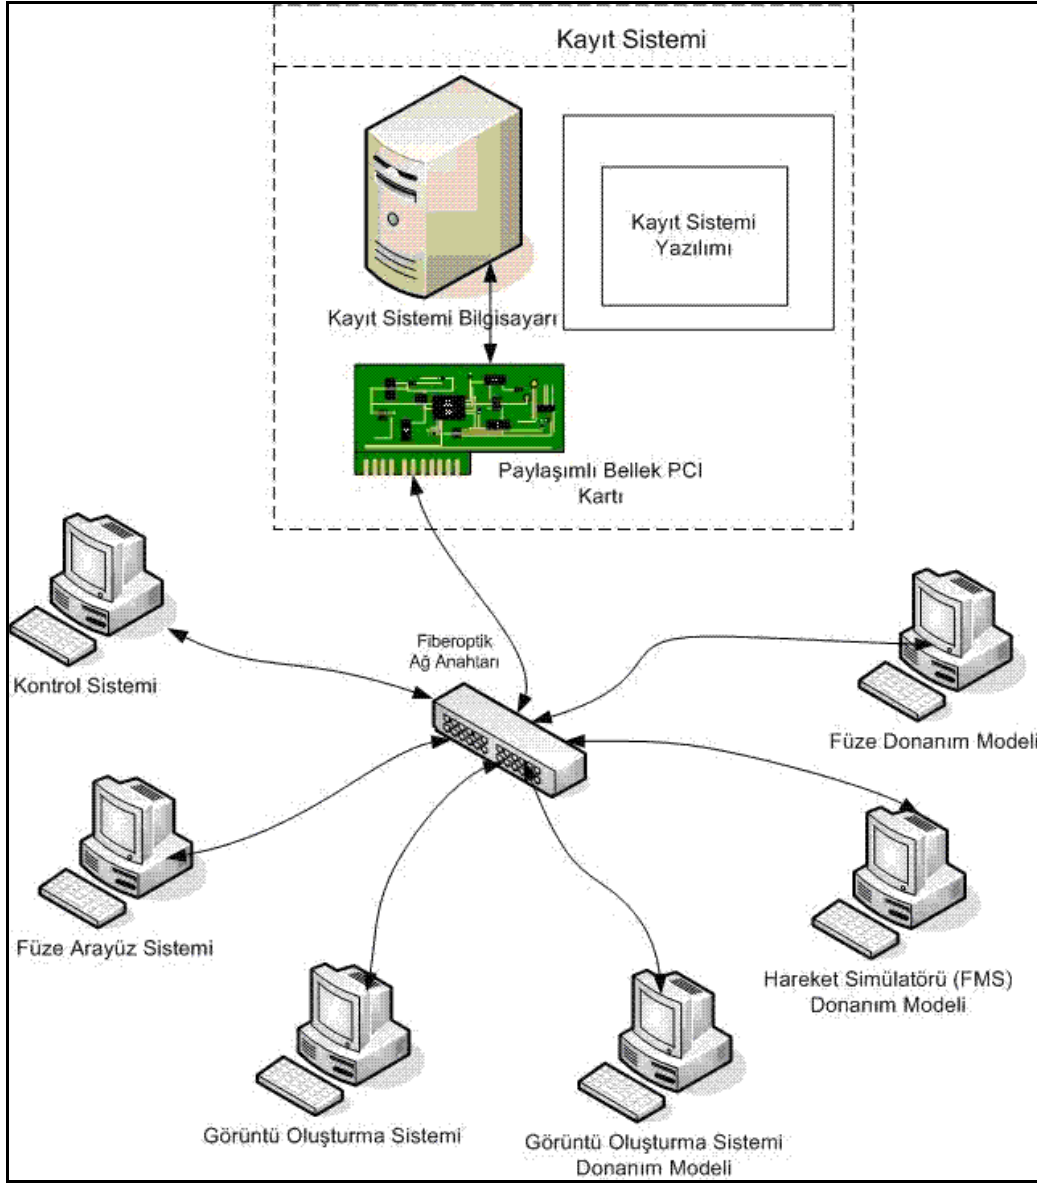 Kayıt Sistemi
Kayıt Sistemi
Yazılımı
Kayıt Sistemi Bilgisayarı
Paylaşımlı Bellek PCI
Kartı
Fiberoptik
Ağ Anahtarı
Kontrol Sistemi
Füze Donanım Modeli
Füze Arayüz Sistemi
Hareket Simülatörü (FMS)
Donanım Modeli
Görüntü Oluşturma Sistemi
Görüntü Oluşturma Sistemi
Donanım Modeli